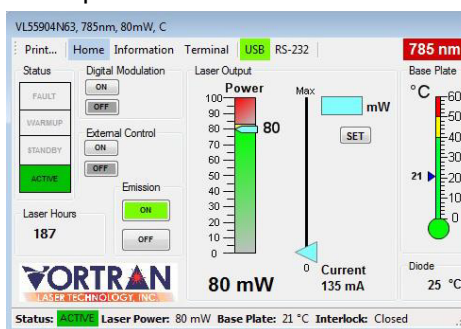 VL55904N63, 785nm, 80mW, C
Print... Home Information Terminal USB RS-232 785 nm
Status Digital Modulation Laser Output Base Plate
FAULT
WARMUP
STANDBY
ACTIVE
ON
OFF
External Control
ON
OFF
Emission
ON
OFF
Laser Hours
187
VORTRAN
LASER TECHNOLOGY, INC.
Power
100
90
80
70
60
50
40
30
20
10
0
80
80 mW
Max
0
mW
SET
Current
135 mA
°C
60
50
40
30
20
10
0
21
Diode
25 °C
Status: ACTIVE Laser Power: 80 mW Base Plate: 21 °C Interlock: Closed